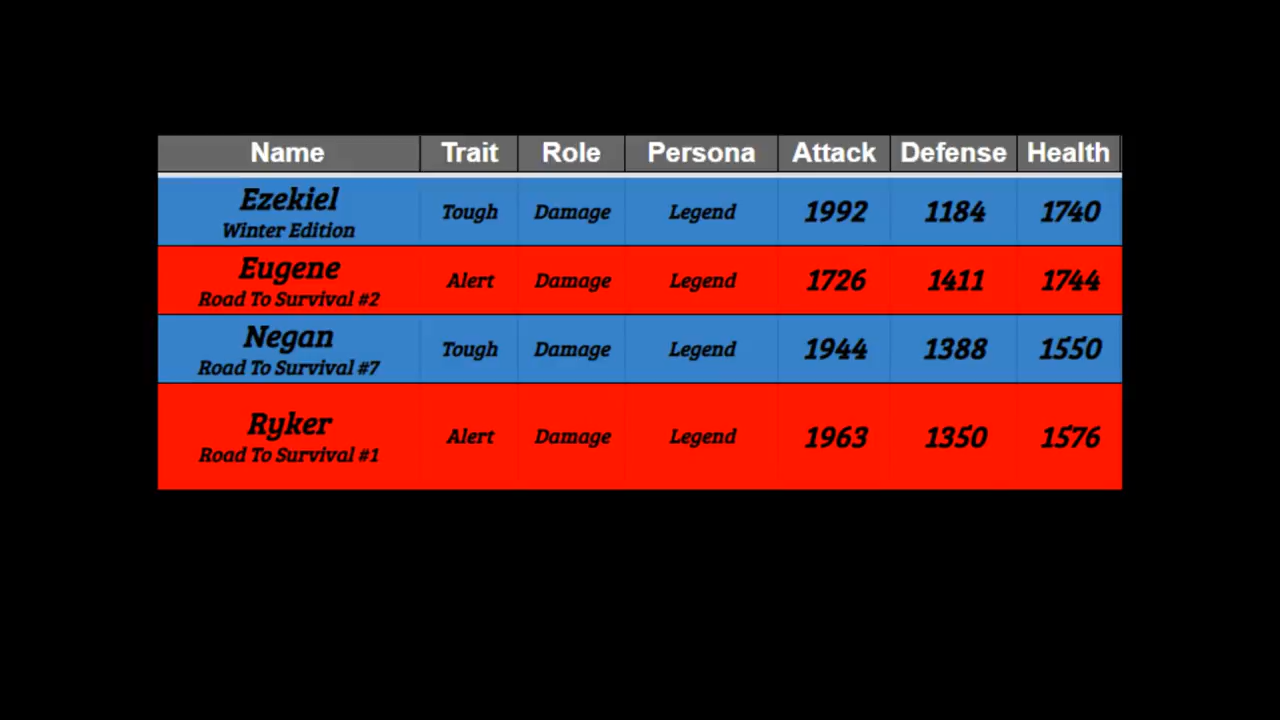 Name Trait Role Persona Attack Defense Health
Ezekiel
Winter Edition
Tough Damage Legend 1992 1184 1740
Eugene
Road To Survival #2
Alert Damage Legend 1726 1411 1744
Negan
Road To Survival #7
Tough Damage Legend 1944 1388 1550
Ryker
Road To Survival #1
Alert Damage Legend 1963 1350 1576